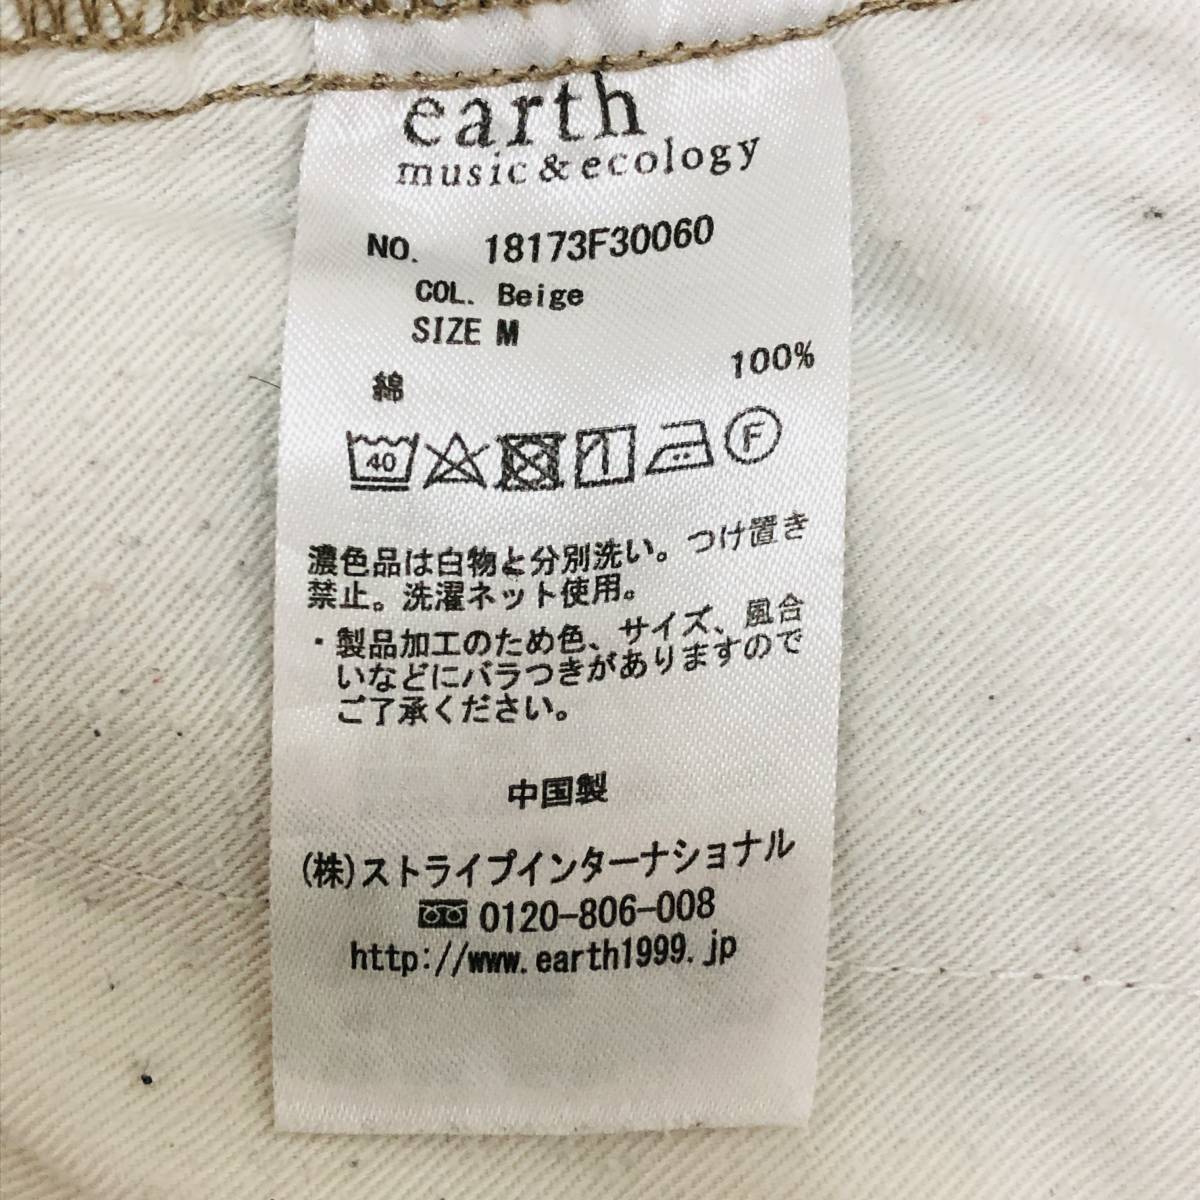 earth
music & ecology
NO. 18173F30060
COL. Beige
SIZE M
綿 100%
40 F
濃色品は白物と分別洗い。つけ置き
禁止。洗濯ネット使用。
・製品加工のため色、サイズ、風合
いなどにバラつきがありますので
ご了承ください。
中国製
(株)ストライプインターナショナル
0120-806-008
http://www.earth1999.jp